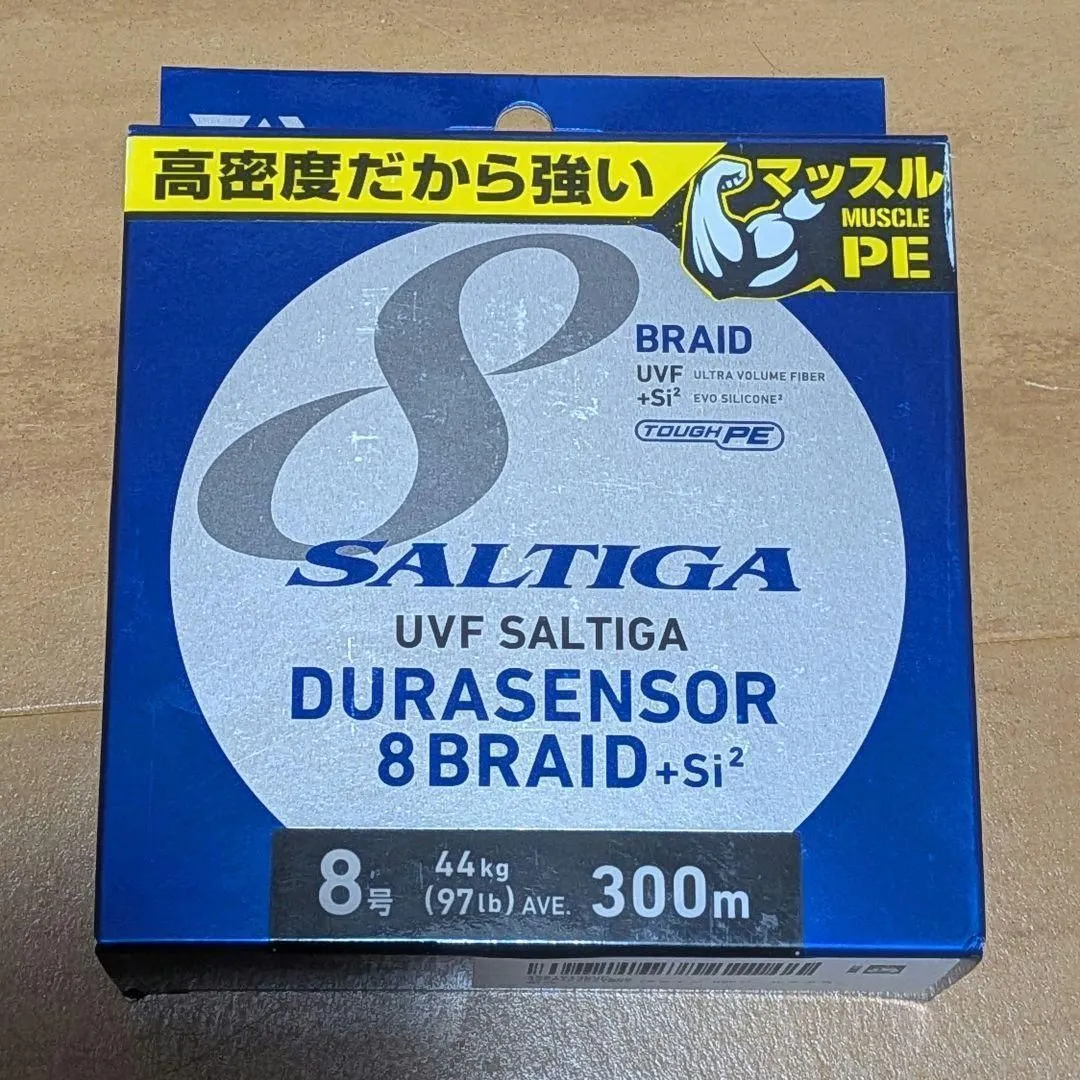 高密度だから強い
マッスル
MUSCLE
PE
8
BRAID
UVF ULTRA VOLUME FIBER
+Si² EVO SILICONE²
TOUGH PE
SALTIGA
UVF SALTIGA
DURASENSOR
8BRAID+Si²
8号 44kg (97lb) AVE. 300m